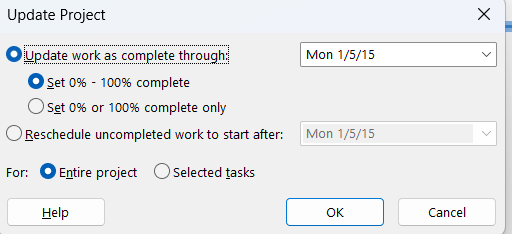 Update Project
Update work as complete through: Mon 1/5/15
Set 0% - 100% complete
Set 0% or 100% complete only
Reschedule uncompleted work to start after: Mon 1/5/15
For: Entire project Selected tasks
Help OK Cancel